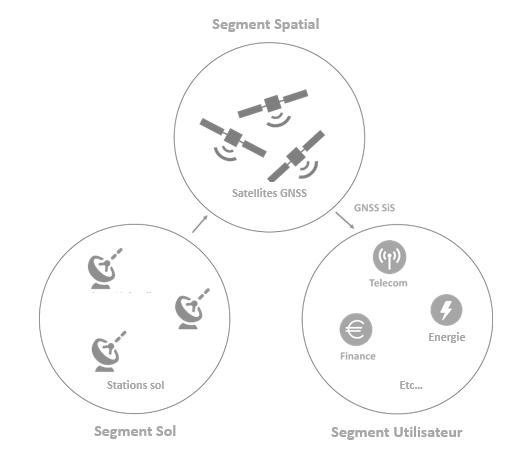 Segment Spatial
Satellites GNSS
GNSS SiS
Telecom
Energie
Finance
Etc...
Stations sol
Segment Sol
Segment Utilisateur